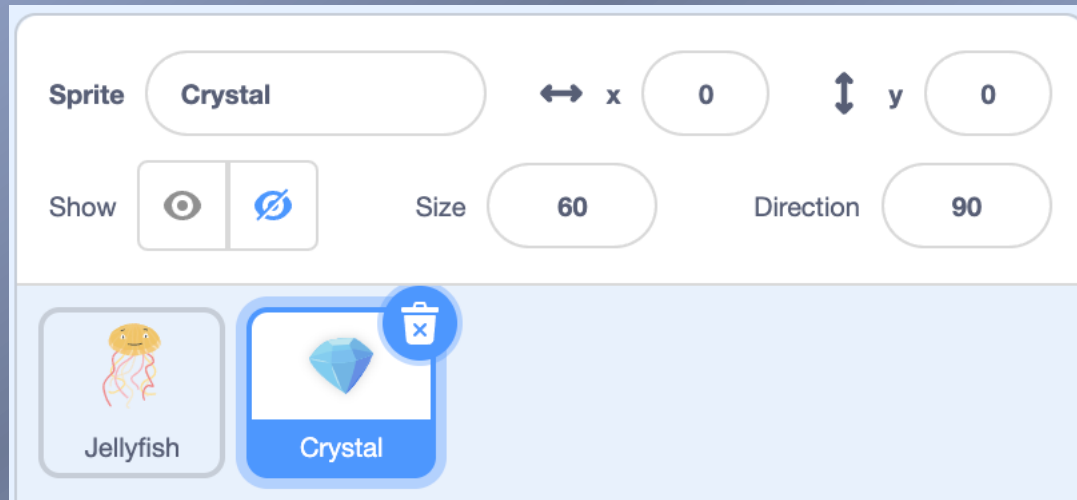 Sprite Crystal x 0 y 0
Show Size 60 Direction 90
Jellyfish Crystal